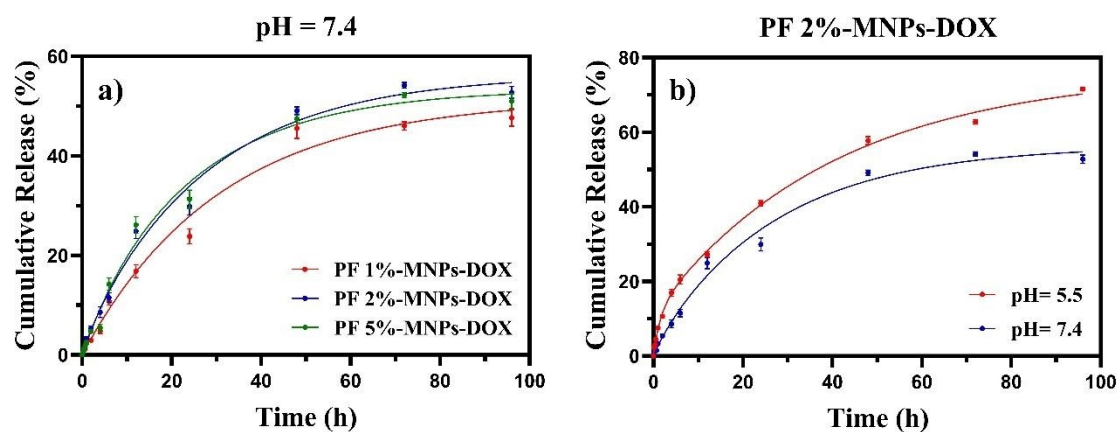 pH = 7.4
a)
Cumulative Release (%)
60
40
20
0
0 20 40 60 80 100
Time (h)
PF 1%-MNPs-DOX
PF 2%-MNPs-DOX
PF 5%-MNPs-DOX
PF 2%-MNPs-DOX
b)
Cumulative Release (%)
80
60
40
20
0
0 20 40 60 80 100
Time (h)
pH= 5.5
pH= 7.4